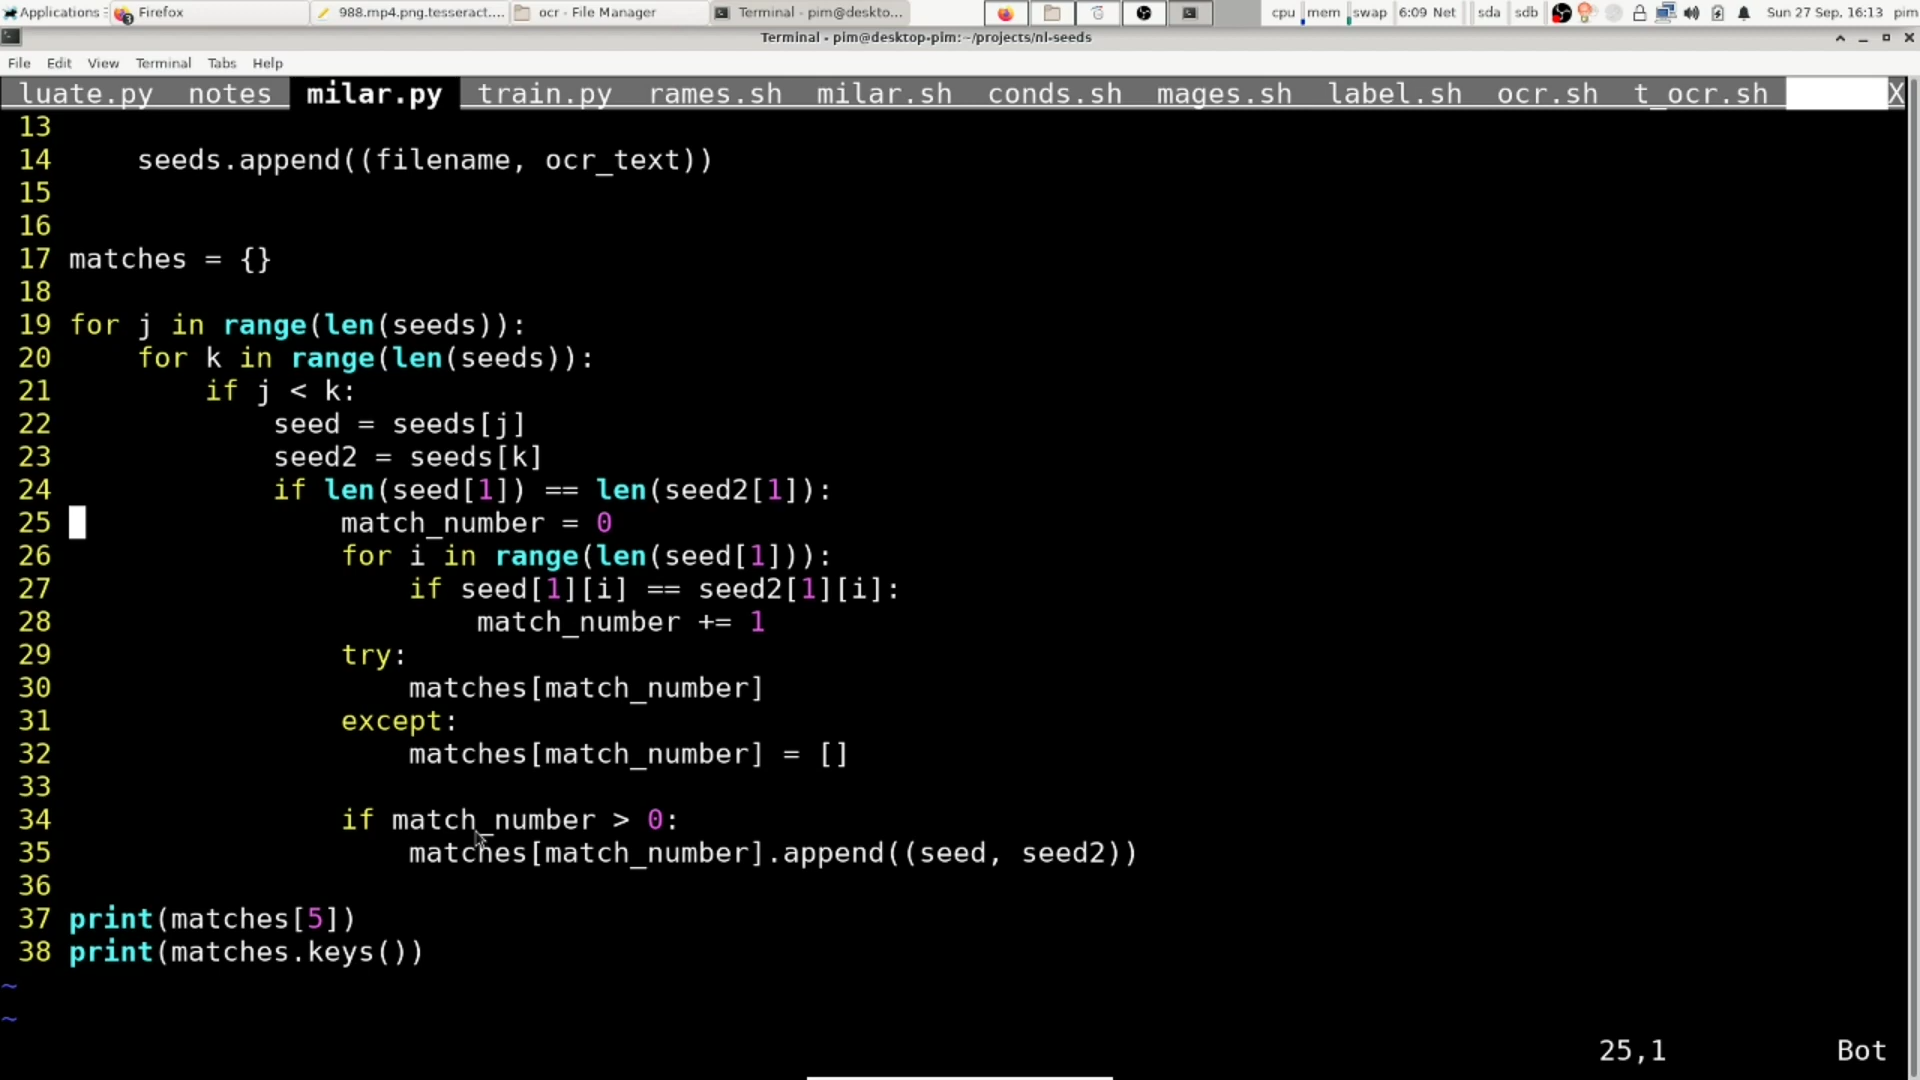 Applications Firefox 988.mp4.png.tesseract.... ocr - File Manager Terminal - pim@deskto... cpu mem swap 6:09 Net sda sdb Sun 27 Sep, 16:13 pim
Terminal - pim@desktop-pim:~/projects/nl-seeds
File Edit View Terminal Tabs Help
luate.py notes milar.py train.py rames.sh milar.sh conds.sh mages.sh label.sh ocr.sh t_ocr.sh X
13
14     seeds.append((filename, ocr_text))
15
16
17 matches = {}
18
19 for j in range(len(seeds)):
20     for k in range(len(seeds)):
21         if j < k:
22             seed = seeds[j]
23             seed2 = seeds[k]
24             if len(seed[1]) == len(seed2[1]):
25                 match_number = 0
26                 for i in range(len(seed[1])):
27                     if seed[1][i] == seed2[1][i]:
28                         match_number += 1
29                 try:
30                     matches[match_number]
31                 except:
32                     matches[match_number] = []
33
34                 if match_number > 0:
35                     matches[match_number].append((seed, seed2))
36
37 print(matches[5])
38 print(matches.keys())
~
~
25,1 Bot